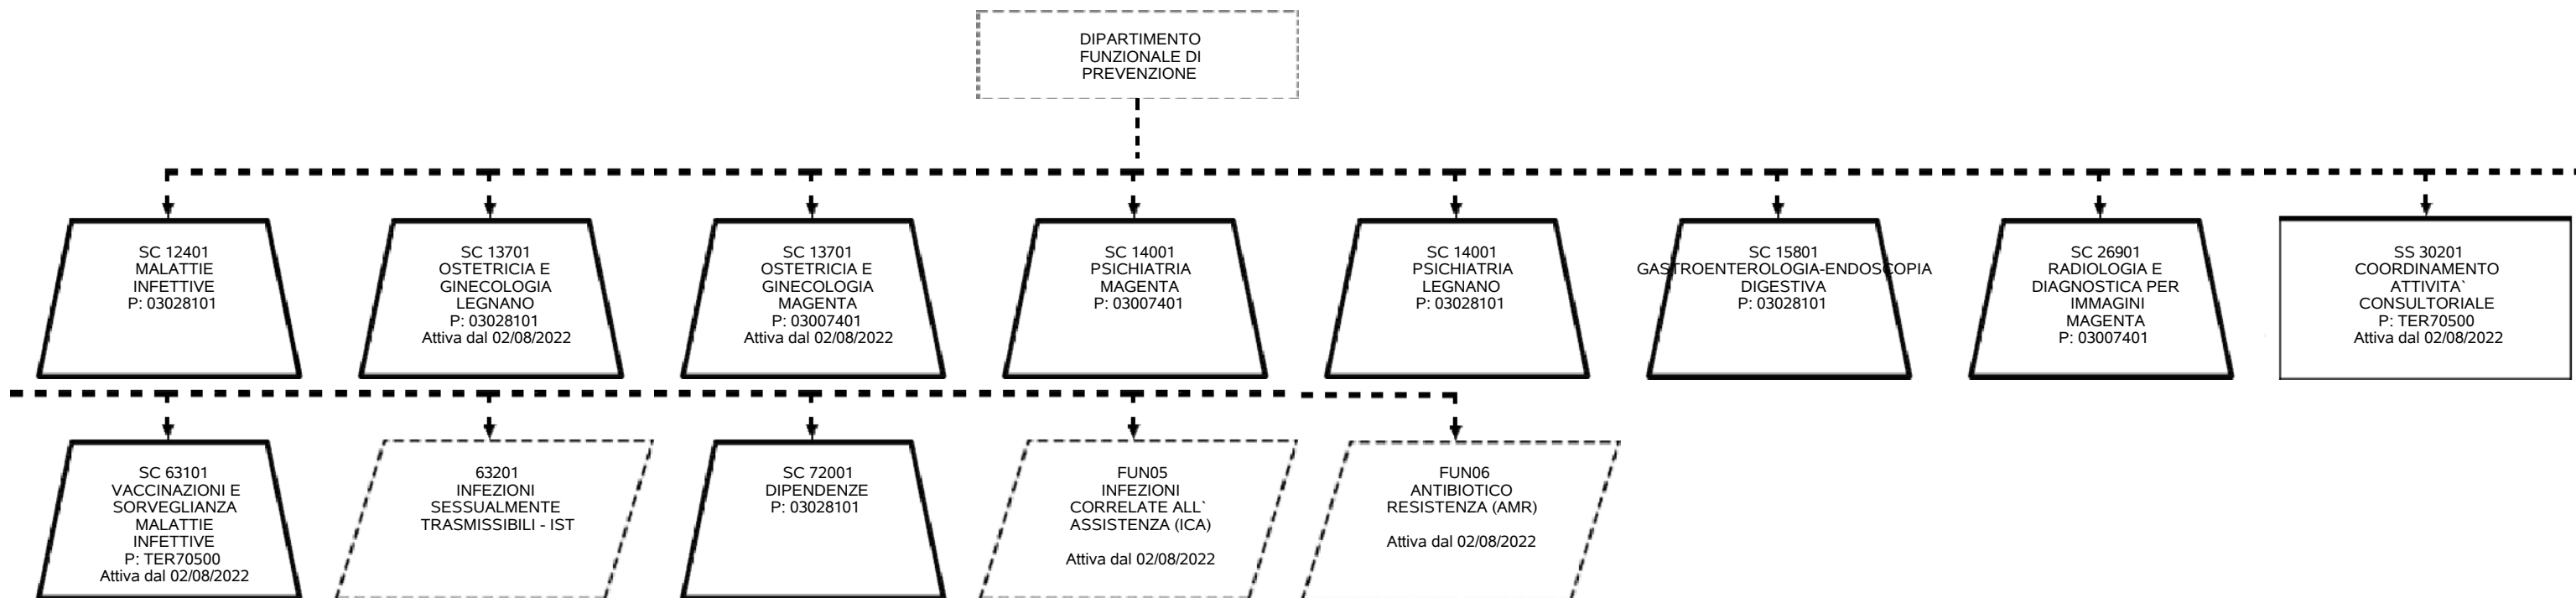 DIPARTIMENTO
FUNZIONALE DI
PREVENZIONE
SC 12401
MALATTIE
INFETTIVE
P: 03028101
SC 13701
OSTETRICIA E
GINECOLOGIA
LEGNANO
P: 03028101
Attiva dal 02/08/2022
SC 13701
OSTETRICIA E
GINECOLOGIA
MAGENTA
P: 03007401
Attiva dal 02/08/2022
SC 14001
PSICHIATRIA
MAGENTA
P: 03007401
SC 14001
PSICHIATRIA
LEGNANO
P: 03028101
SC 15801
GASTROENTEROLOGIA-ENDOSCOPIA
DIGESTIVA
P: 03028101
SC 26901
RADIOLOGIA E
DIAGNOSTICA PER
IMMAGINI
MAGENTA
P: 03007401
SS 30201
COORDINAMENTO
ATTIVITA`
CONSULTORIALE
P: TER70500
Attiva dal 02/08/2022
SC 63101
VACCINAZIONI E
SORVEGLIANZA
MALATTIE
INFETTIVE
P: TER70500
Attiva dal 02/08/2022
63201
INFEZIONI
SESSUALMENTE
TRASMISSIBILI - IST
SC 72001
DIPENDENZE
P: 03028101
FUN05
INFEZIONI
CORRELATE ALL`
ASSISTENZA (ICA)
Attiva dal 02/08/2022
FUN06
ANTIBIOTICO
RESISTENZA (AMR)
Attiva dal 02/08/2022